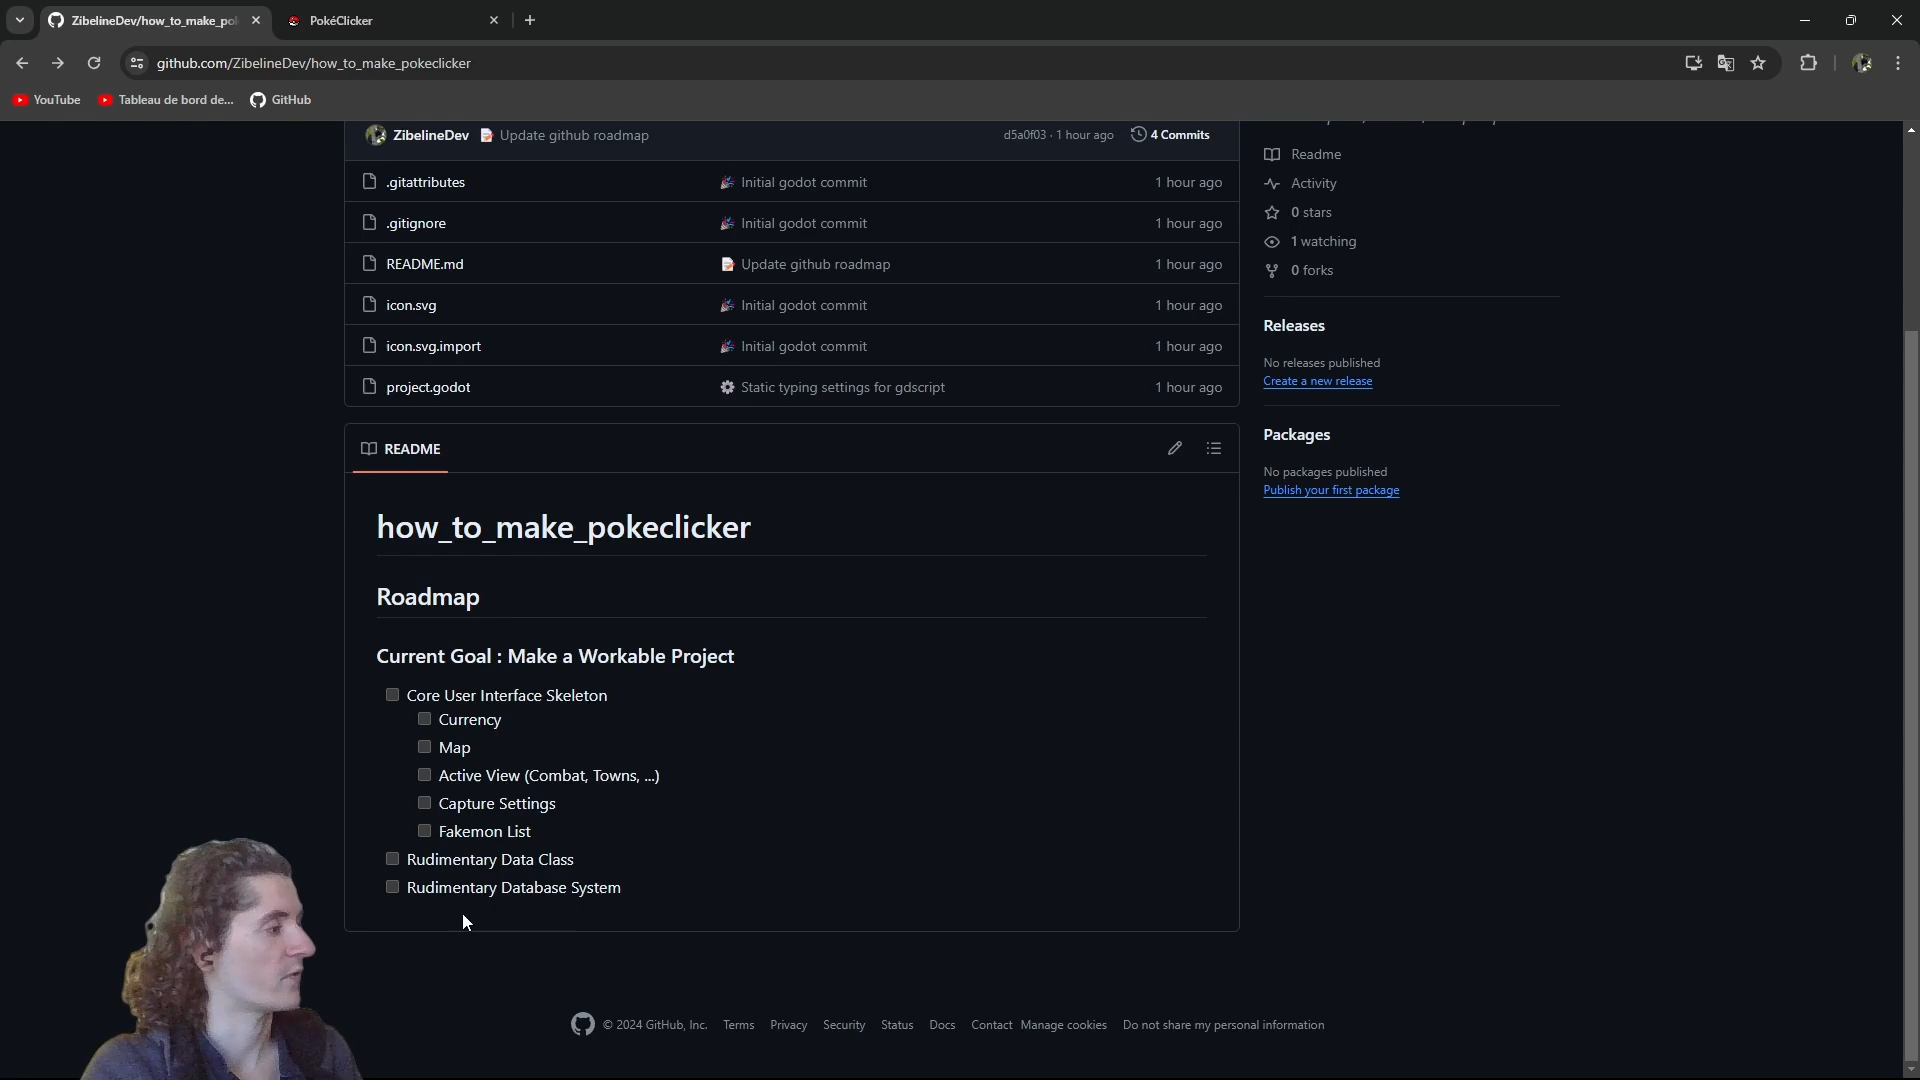 ZibelineDev/how_to_make_pok
PokéClicker
github.com/ZibelineDev/how_to_make_pokeclicker
YouTube
Tableau de bord de...
GitHub
ZibelineDev Update github roadmap d5a0f03 · 1 hour ago 4 Commits
.gitattributes Initial godot commit 1 hour ago
.gitignore Initial godot commit 1 hour ago
README.md Update github roadmap 1 hour ago
icon.svg Initial godot commit 1 hour ago
icon.svg.import Initial godot commit 1 hour ago
project.godot Static typing settings for gdscript 1 hour ago
README
how_to_make_pokeclicker
Roadmap
Current Goal : Make a Workable Project
Core User Interface Skeleton
Currency
Map
Active View (Combat, Towns, ...)
Capture Settings
Fakemon List
Rudimentary Data Class
Rudimentary Database System
Readme
Activity
0 stars
1 watching
0 forks
Releases
No releases published
Create a new release
Packages
No packages published
Publish your first package
© 2024 GitHub, Inc. Terms Privacy Security Status Docs Contact Manage cookies Do not share my personal information